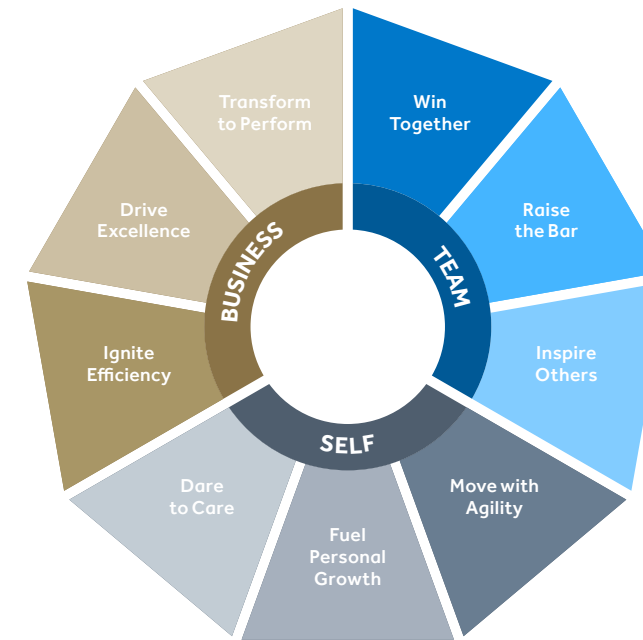 Transform
to Perform
Win
Together
Drive
Excellence
Raise
the Bar
BUSINESS
TEAM
Ignite
Efficiency
Inspire
Others
SELF
Dare
to Care
Move with
Agility
Fuel
Personal
Growth